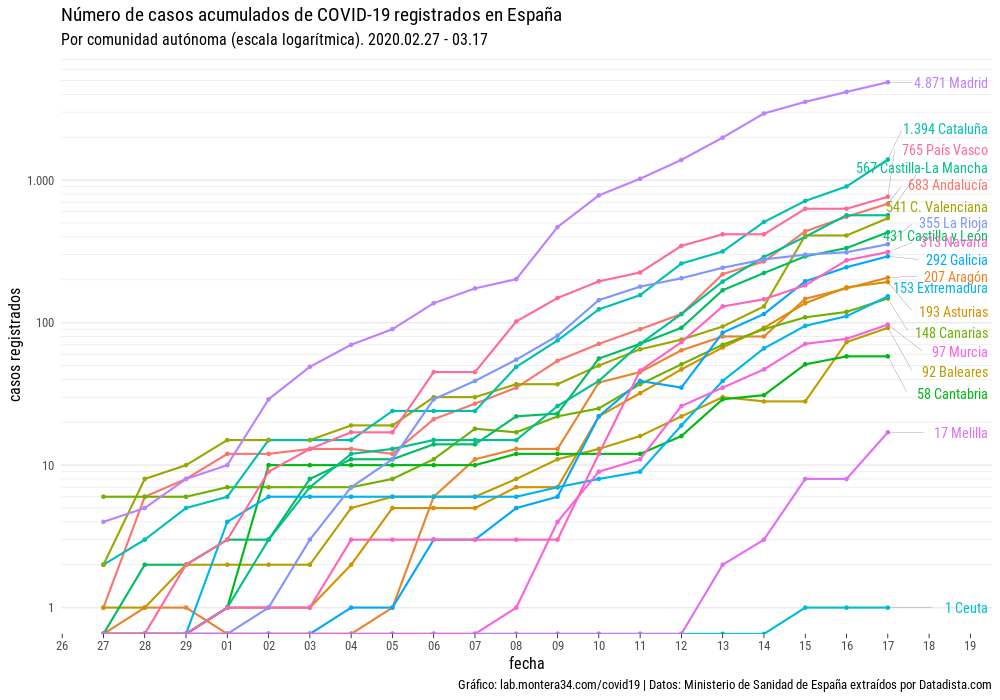 Número de casos acumulados de COVID-19 registrados en España
Por comunidad autónoma (escala logarítmica). 2020.02.27 - 03.17
4.871 Madrid
1.394 Cataluña
765 País Vasco
567 Castilla-La Mancha
683 Andalucía
541 C. Valenciana
355 La Rioja
431 Castilla y León
313 Navarra
292 Galicia
207 Aragón
153 Extremadura
193 Asturias
148 Canarias
97 Murcia
92 Baleares
58 Cantabria
17 Melilla
1 Ceuta
casos registrados
1.000
100
10
1
26 27 28 29 01 02 03 04 05 06 07 08 09 10 11 12 13 14 15 16 17 18 19
fecha
Gráfico: lab.montera34.com/covid19 | Datos: Ministerio de Sanidad de España extraídos por Datadista.com